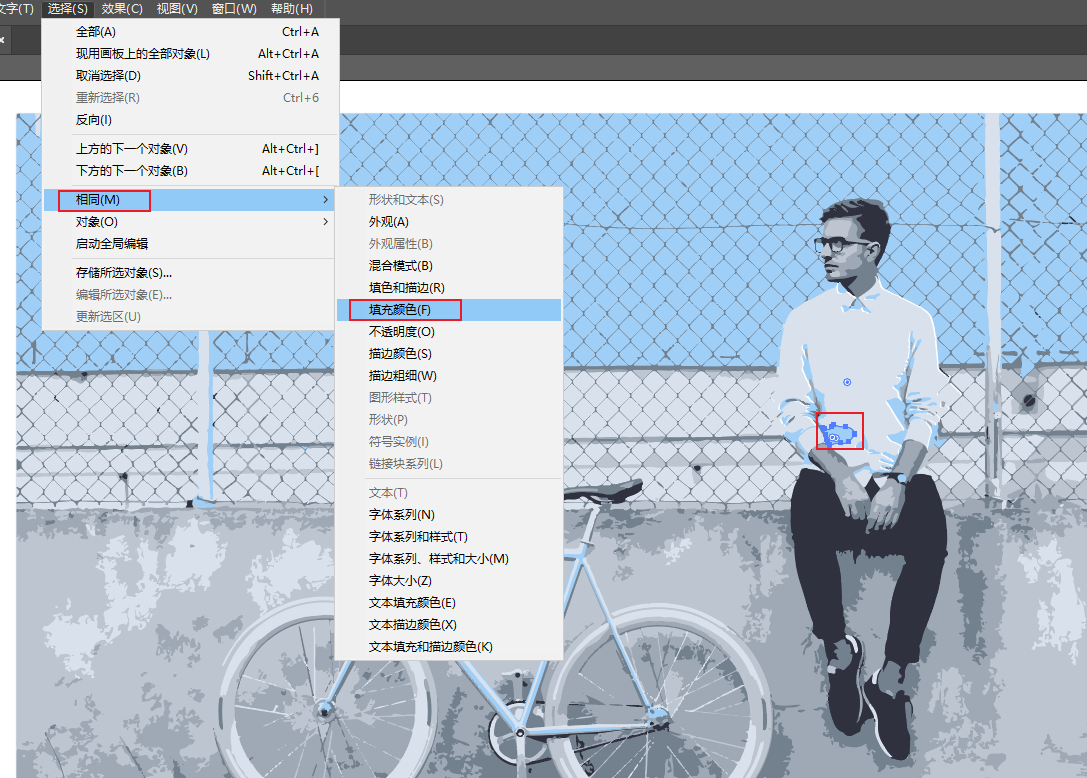 文字(T) 选择(S) 效果(C) 视图(V) 窗口(W) 帮助(H)
全部(A) Ctrl+A
现用画板上的全部对象(L) Alt+Ctrl+A
取消选择(D) Shift+Ctrl+A
重新选择(R) Ctrl+6
反向(I)
上方的下一个对象(V) Alt+Ctrl+]
下方的下一个对象(B) Alt+Ctrl+[
相同(M)
对象(O)
启动全局编辑
存储所选对象(S)...
编辑所选对象(E)...
更新选区(U)
形状和文本(S)
外观(A)
外观属性(B)
混合模式(B)
填色和描边(R)
填充颜色(F)
不透明度(O)
描边颜色(S)
描边粗细(W)
图形样式(T)
形状(P)
符号实例(I)
链接块系列(L)
文本(T)
字体系列(N)
字体系列和样式(T)
字体系列、样式和大小(M)
字体大小(Z)
文本填充颜色(E)
文本描边颜色(X)
文本填充和描边颜色(K)